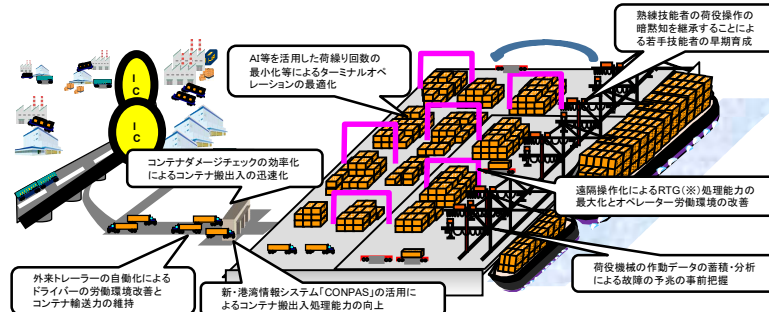 熟練技能者の荷役操作の
暗黙知を継承することによ
る若手技能者の早期育成
AI等を活用した荷繰り回数の
最小化等によるターミナルオペ
レーションの最適化
IC
IC
コンテナダメージチェックの効率化
によるコンテナ搬出入の迅速化
遠隔操作化によるRTG(※)処理能力の
最大化とオペレーター労働環境の改善
外来トレーラーの自働化による
ドライバーの労働環境改善と
コンテナ輸送力の維持
新・港湾情報システム「CONPAS」の活用に
よるコンテナ搬出入処理能力の向上
荷役機械の作動データの蓄積・分析
による故障の予兆の事前把握